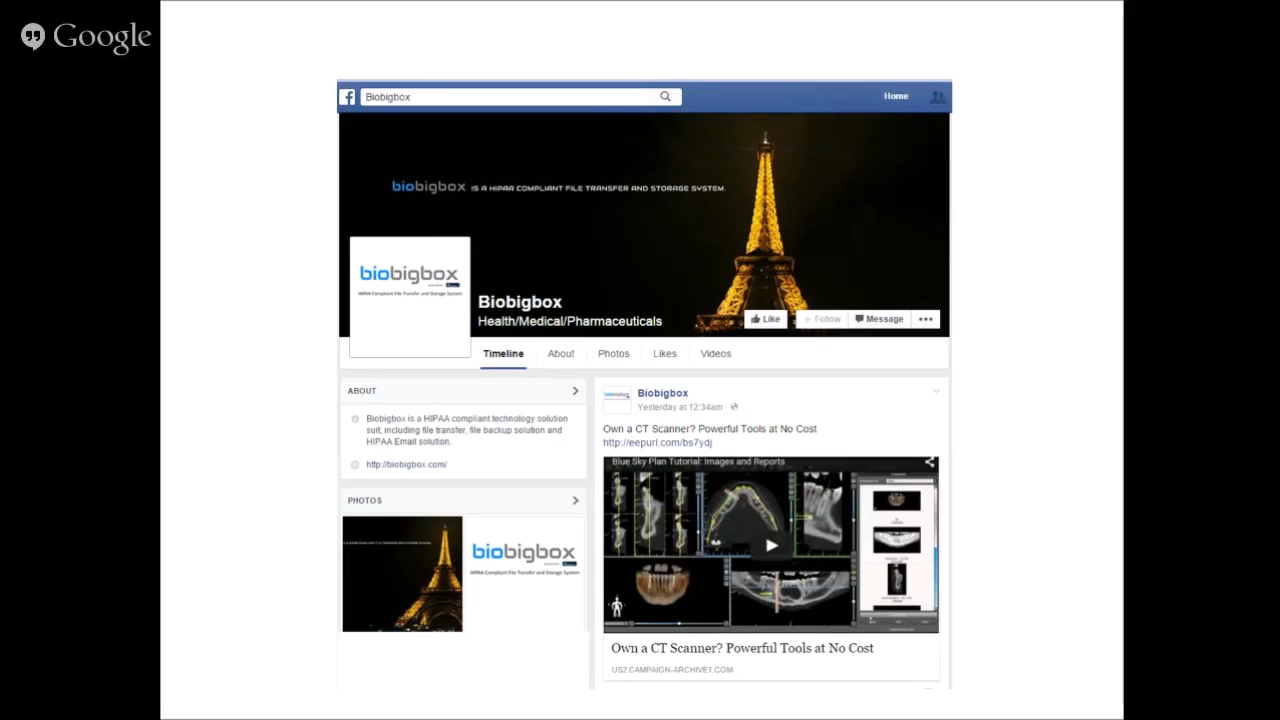 Google
Biobigbox
Home
biobigbox IS A HIPAA COMPLIANT FILE TRANSFER AND STORAGE SYSTEM.
biobigbox
HIPAA Compliant File Transfer and Storage System
Biobigbox
Health/Medical/Pharmaceuticals
Like
+ Follow
Message
Timeline
About
Photos
Likes
Videos
ABOUT
Biobigbox is a HIPAA compliant technology solution
suit, including file transfer, file backup solution and
HIPAA Email solution.
http://biobigbox.com/
PHOTOS
biobigbox
HIPAA Compliant File Transfer and Storage System
Biobigbox
Yesterday at 12:34am
Own a CT Scanner? Powerful Tools at No Cost
http://eepurl.com/bs7ydj
Blue Sky Plan Tutorial: Images and Reports
Own a CT Scanner? Powerful Tools at No Cost
US2.CAMPAIGN-ARCHIVE1.COM